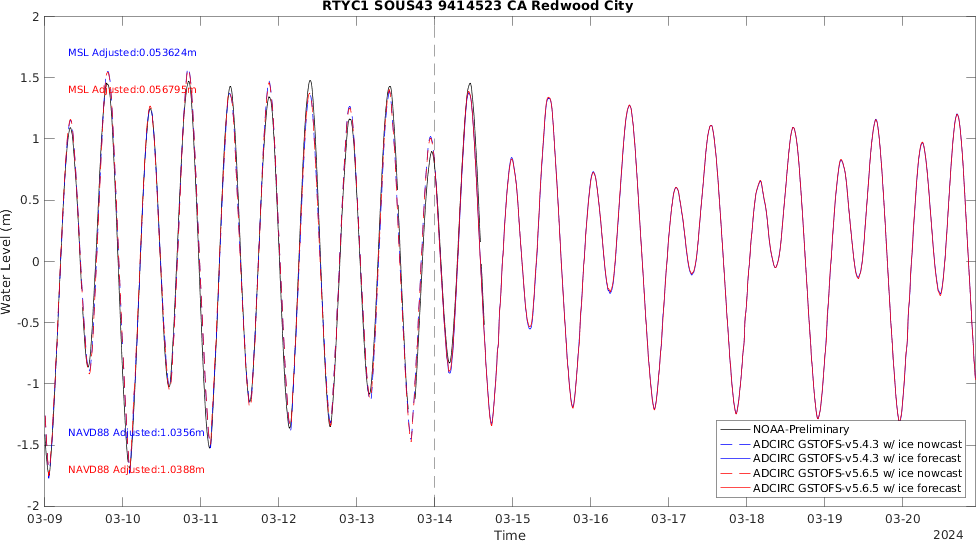 RTYC1 SOUS43 9414523 CA Redwood City
2
1.5
1
0.5
0
-0.5
-1
-1.5
-2
Water Level (m)
MSL Adjusted:0.053624m
MSL Adjusted:0.056795m
NAVD88 Adjusted:1.0356m
NAVD88 Adjusted:1.0388m
NOAA-Preliminary
ADCIRC GSTOFS-v5.4.3 w/ ice nowcast
ADCIRC GSTOFS-v5.4.3 w/ ice forecast
ADCIRC GSTOFS-v5.6.5 w/ ice nowcast
ADCIRC GSTOFS-v5.6.5 w/ ice forecast
03-09 03-10 03-11 03-12 03-13 03-14 03-15 03-16 03-17 03-18 03-19 03-20
Time
2024